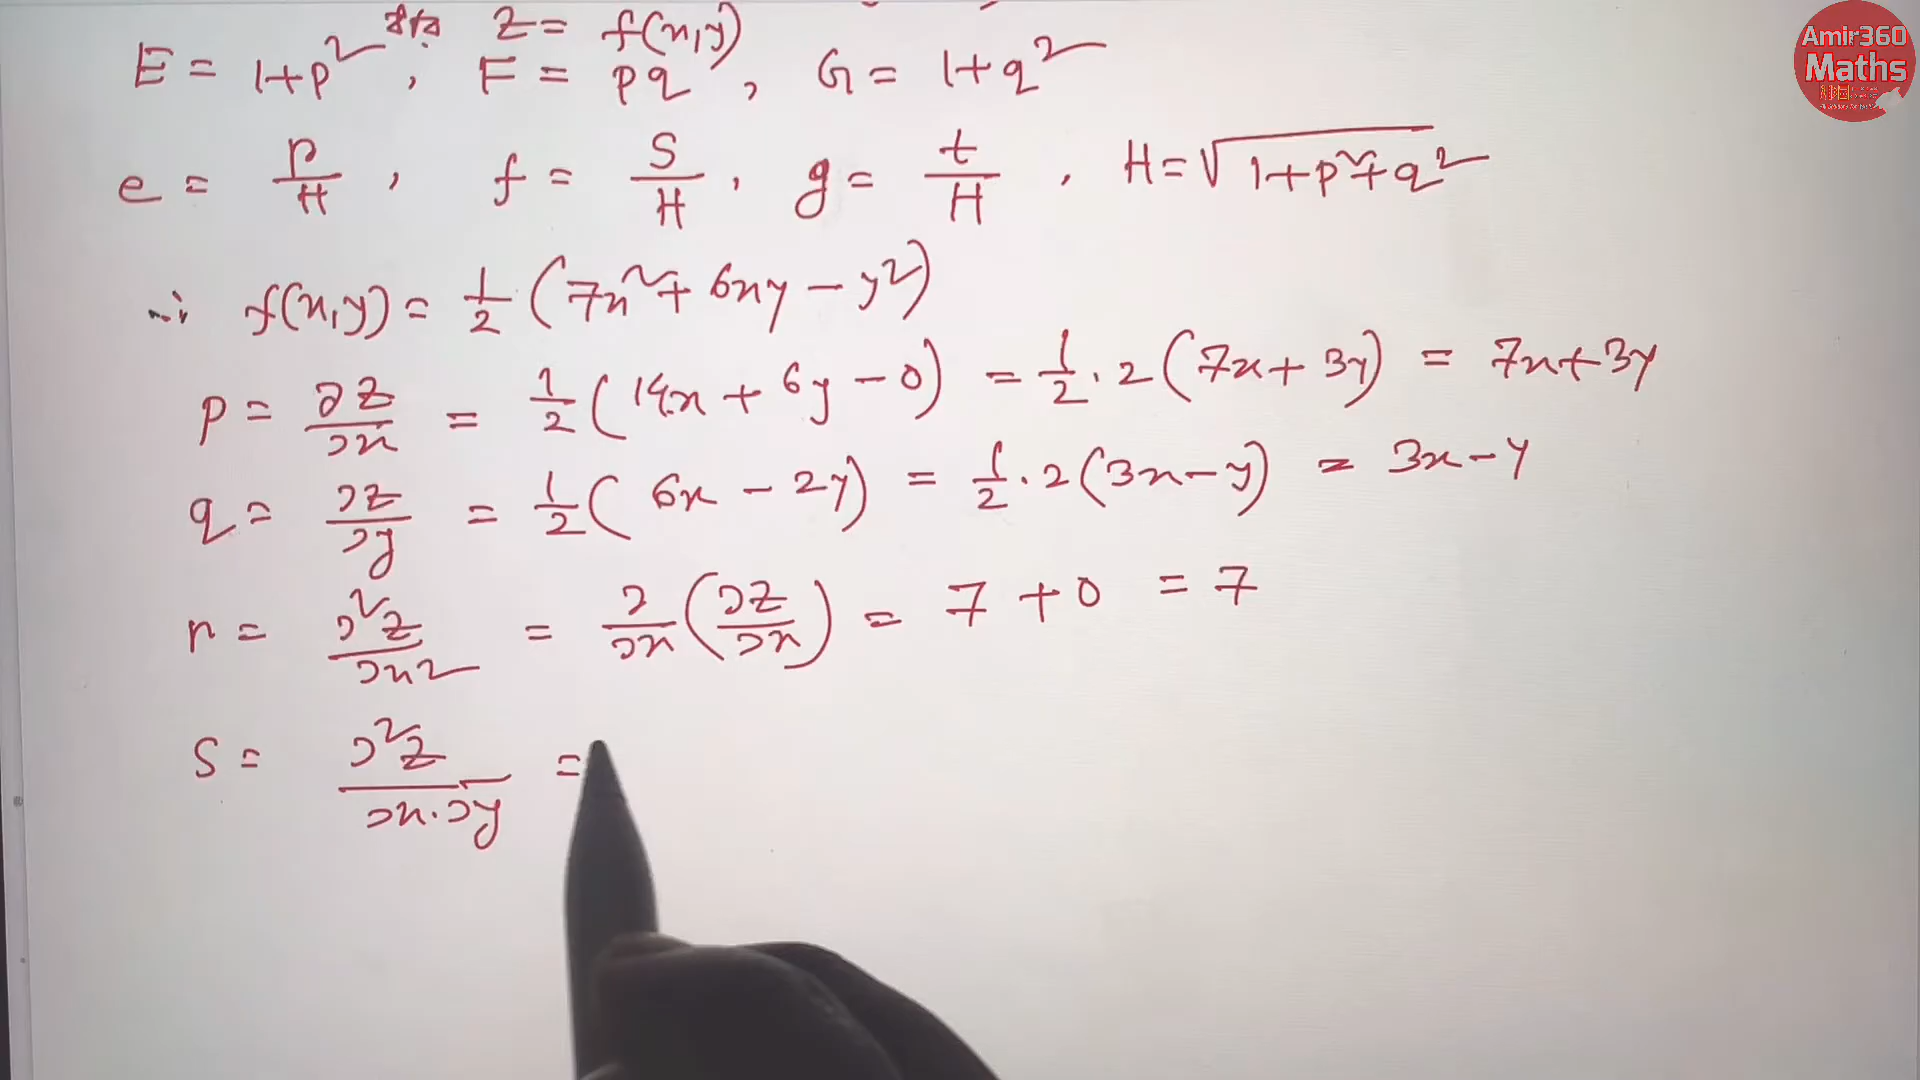 Z = f(x,y)
E = 1+p² , F = pq , G = 1+q²
e = r/H , f = s/H , g = t/H , H = √(1+p²+q²)
∴ f(x,y) = 1/2 (7x² + 6xy − y²)
p = ∂z/∂x = 1/2 (14x + 6y − 0) = 1/2 · 2 (7x + 3y) = 7x+3y
q = ∂z/∂y = 1/2 (6x − 2y) = 1/2 · 2 (3x − y) = 3x − y
r = ∂²z/∂x² = ∂/∂x (∂z/∂x) = 7 + 0 = 7
s = ∂²z/∂x·∂y =
Amir360
Maths